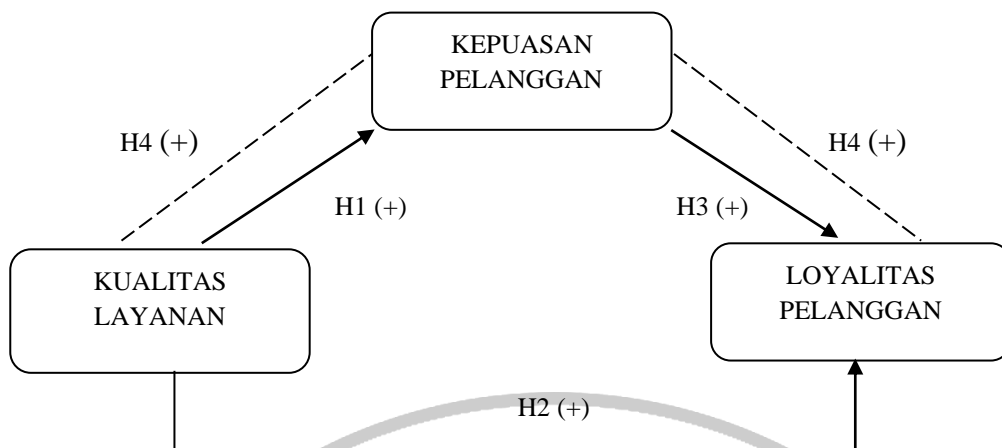 KEPUASAN
PELANGGAN
H4 (+)
H4 (+)
H1 (+)
H3 (+)
KUALITAS
LAYANAN
LOYALITAS
PELANGGAN
H2 (+)